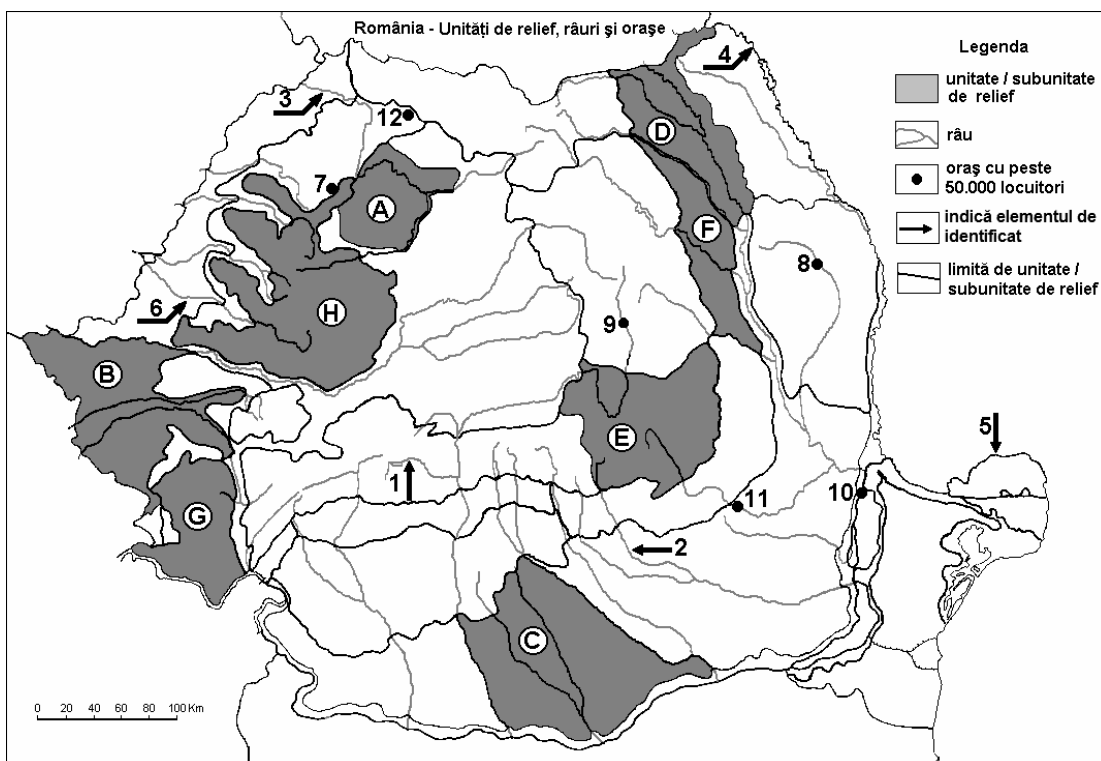 România - Unități de relief, râuri și orașe
Legenda
unitate / subunitate
de relief
râu
oraș cu peste
50.000 locuitori
indică elementul de
identificat
limită de unitate /
subunitate de relief
4
3
12
D
7
A
F
8
6
H
9
B
E
5
1
G
11
10
2
C
0 20 40 60 80 100 Km